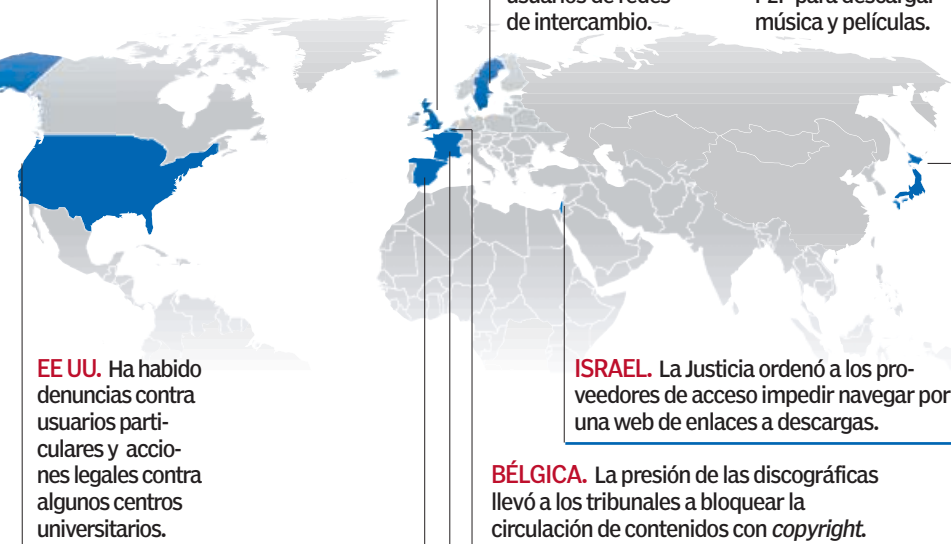 usuarios de redes
de intercambio.
P2P para descargar
música y películas.
EE UU. Ha habido
denuncias contra
usuarios parti-
culares y accio-
nes legales contra
algunos centros
universitarios.
ISRAEL. La Justicia ordenó a los pro-
veedores de acceso impedir navegar por
una web de enlaces a descargas.
BÉLGICA. La presión de las discográficas
llevó a los tribunales a bloquear la
circulación de contenidos con copyright.